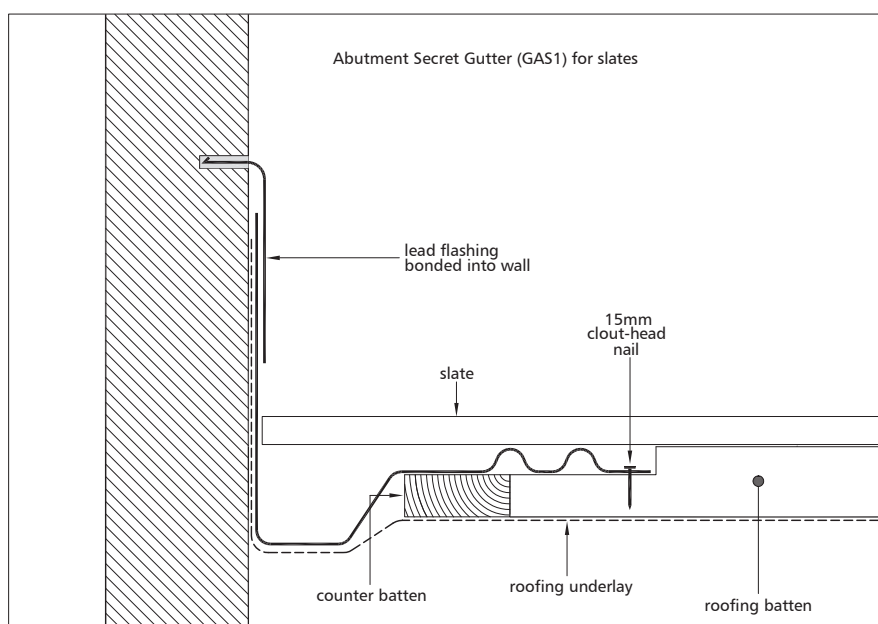 Abutment Secret Gutter (GAS1) for slates
lead flashing
bonded into wall
15mm
clout-head
nail
slate
counter batten
roofing underlay
roofing batten